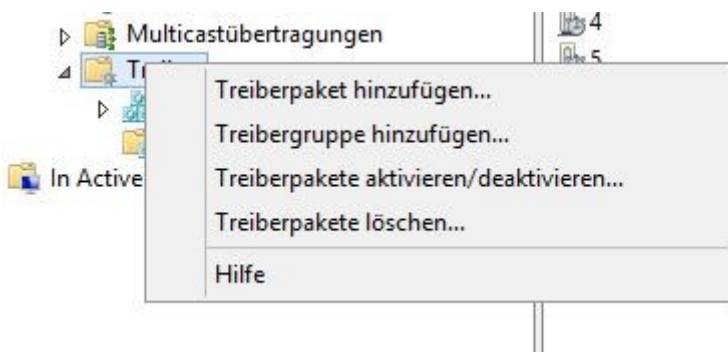 Multicastübertragungen
4
5
Treiberpaket hinzufügen...
Treibergruppe hinzufügen...
Treiberpakete aktivieren/deaktivieren...
In Active
Treiberpakete löschen...
Hilfe